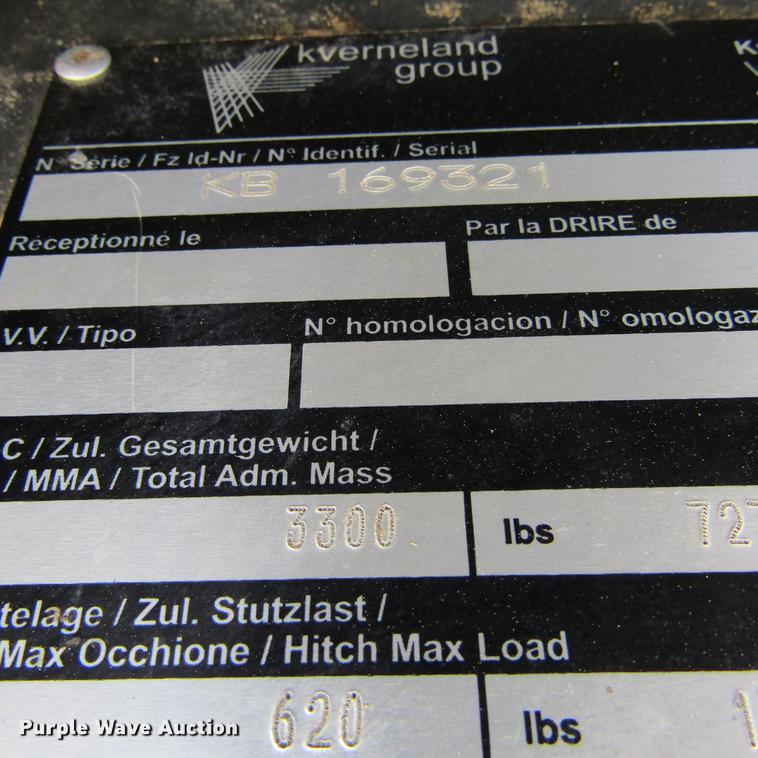 kverneland
group
N° Série / Fz Id-Nr / N° Identif. / Serial
KB 169321
Réceptionné le Par la DRIRE de
V.V. / Tipo N° homologacion / N° omologaz
C / Zul. Gesamtgewicht /
/ MMA / Total Adm. Mass
3300 lbs 727
telage / Zul. Stutzlast /
Max Occhione / Hitch Max Load
620 lbs 1
Purple Wave Auction